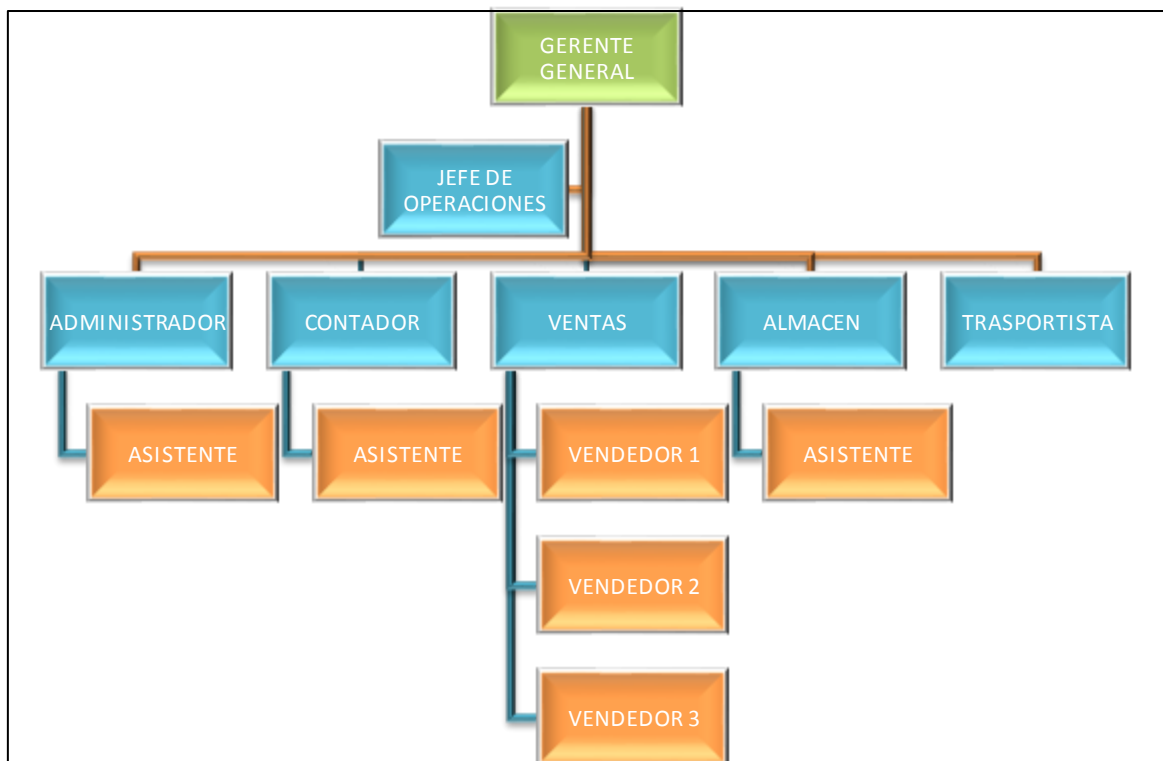 GERENTE
GENERAL
JEFE DE
OPERACIONES
ADMINISTRADOR
CONTADOR
VENTAS
ALMACEN
TRASPORTISTA
ASISTENTE
ASISTENTE
VENDEDOR 1
ASISTENTE
VENDEDOR 2
VENDEDOR 3